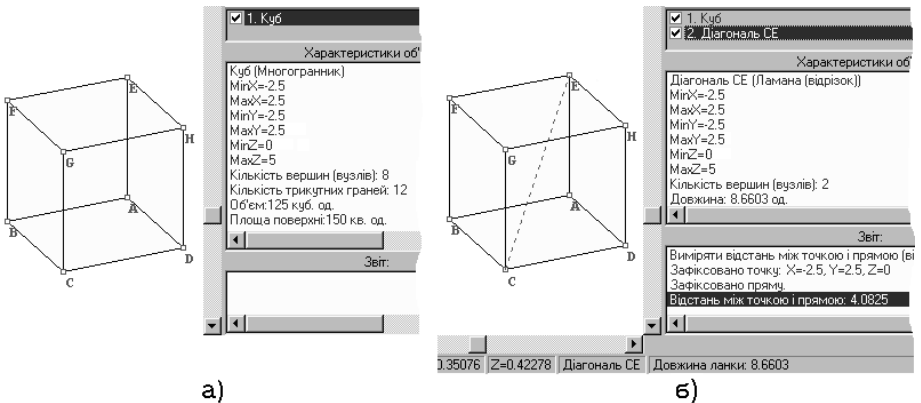 1. Куб
Характеристики об'
Куб (Многогранник)
MinX=-2.5
MaxX=2.5
MinY=-2.5
MaxY=2.5
MinZ=0
MaxZ=5
Кількість вершин (вузлів): 8
Кількість трикутних граней: 12
Об'єм:125 куб. од.
Площа поверхні:150 кв. од.
Звіт:
E
F
H
G
A
B
D
C
а)
1. Куб
2. Діагональ CE
Характеристики об
Діагональ CE (Ламана (відрізок))
MinX=-2.5
MaxX=2.5
MinY=-2.5
MaxY=2.5
MinZ=0
MaxZ=5
Кількість вершин (вузлів): 2
Довжина: 8.6603 од.
Звіт:
Виміряти відстань між точкою і прямою (ві
Зафіксовано точку: X=-2.5, Y=2.5, Z=0
Зафіксовано пряму.
Відстань між точкою і прямою: 4.0825
E
F
H
G
A
B
D
C
0.35076 Z=0.42278 Діагональ CE Довжина ланки: 8.6603
б)